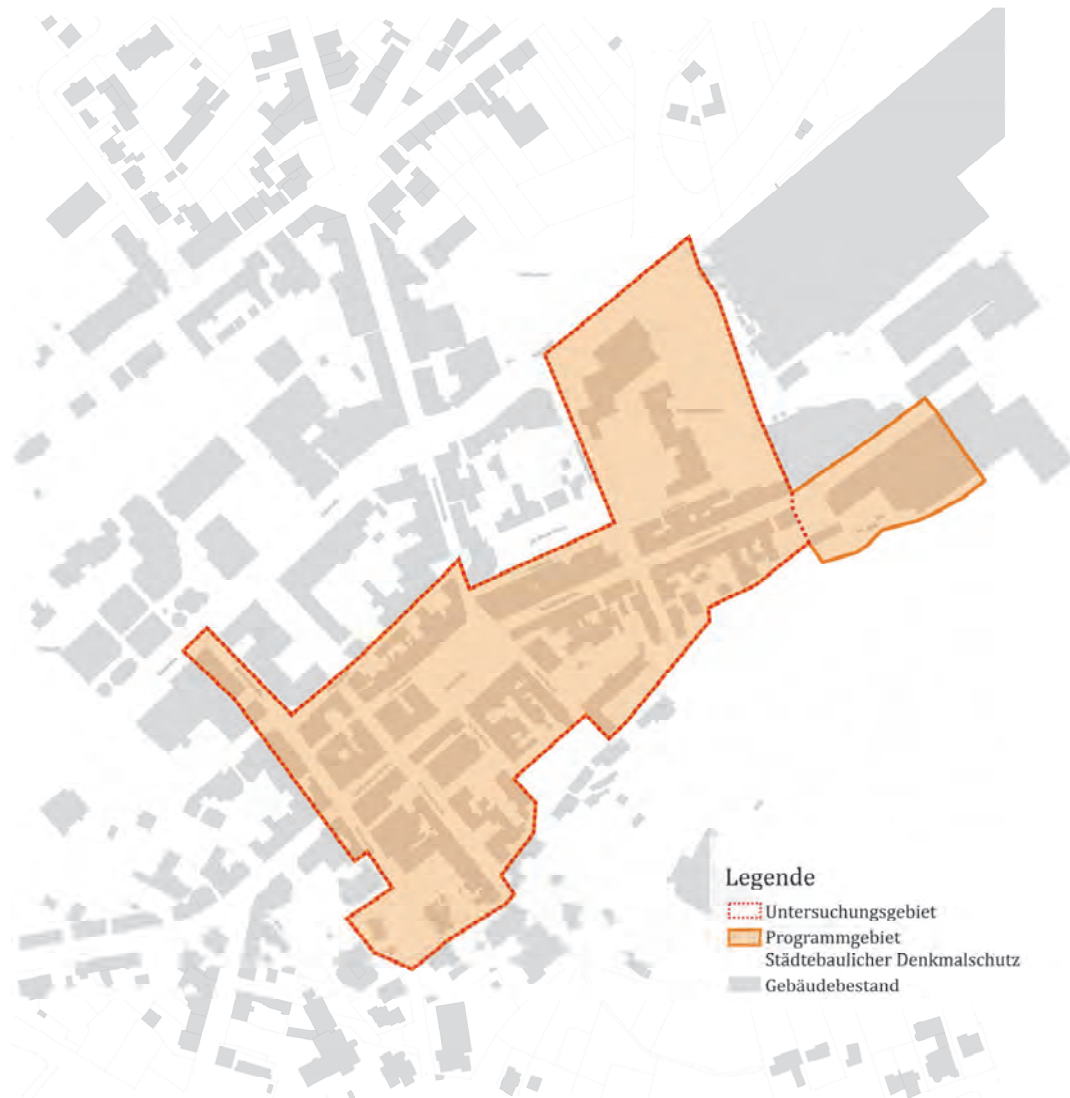 Legende
Untersuchungsgebiet
Programmgebiet
Städtebaulicher Denkmalschutz
Gebäudebestand